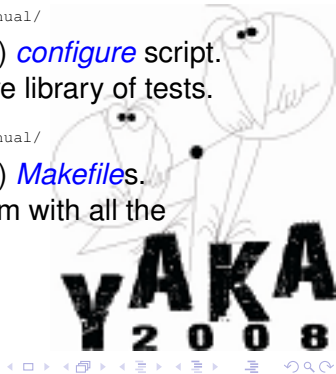 nual/
) configure script.
e library of tests.
nual/
) Makefiles.
m with all the
YAKA
2008